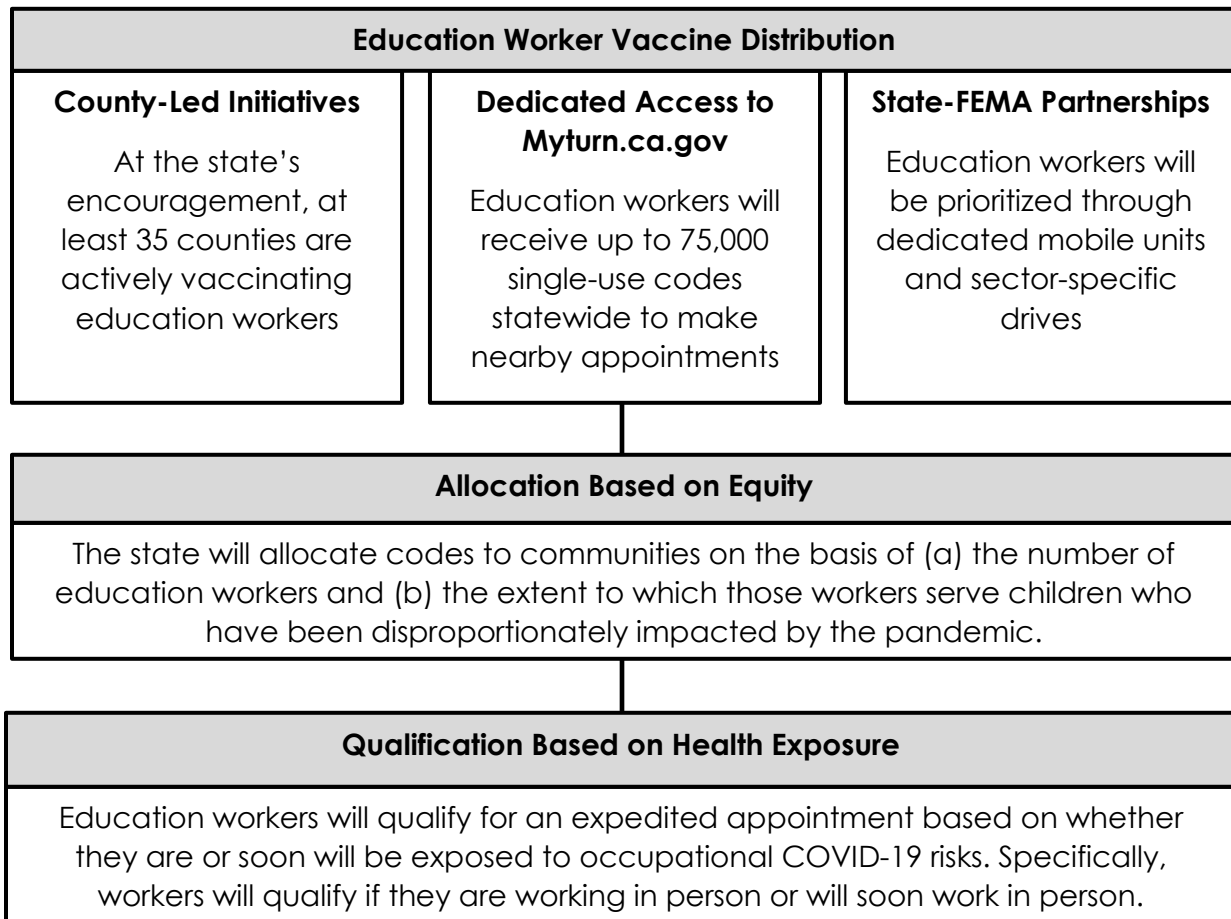 Education Worker Vaccine Distribution
County-Led Initiatives
At the state’s
encouragement, at
least 35 counties are
actively vaccinating
education workers
Dedicated Access to
Myturn.ca.gov
Education workers will
receive up to 75,000
single-use codes
statewide to make
nearby appointments
State-FEMA Partnerships
Education workers will
be prioritized through
dedicated mobile units
and sector-specific
drives
Allocation Based on Equity
The state will allocate codes to communities on the basis of (a) the number of
education workers and (b) the extent to which those workers serve children who
have been disproportionately impacted by the pandemic.
Qualification Based on Health Exposure
Education workers will qualify for an expedited appointment based on whether
they are or soon will be exposed to occupational COVID-19 risks. Specifically,
workers will qualify if they are working in person or will soon work in person.